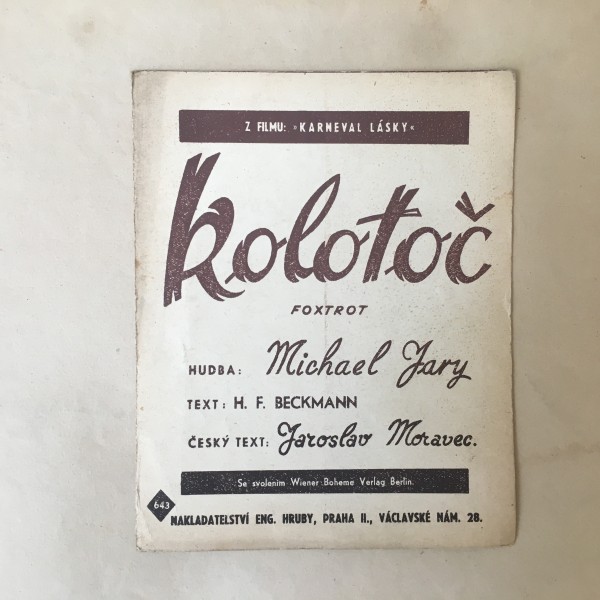 Z FILMU: »KARNEVAL LÁSKY«
Kolotoč
FOXTROT
HUDBA: Michael Jary
TEXT: H. F. BECKMANN
ČESKÝ TEXT: Jaroslav Moravec.
Se svolením Wiener Boheme Verlag Berlin.
643
NAKLADATELSTVÍ ENG. HRUBY, PRAHA II., VÁCLAVSKÉ NÁM. 28.